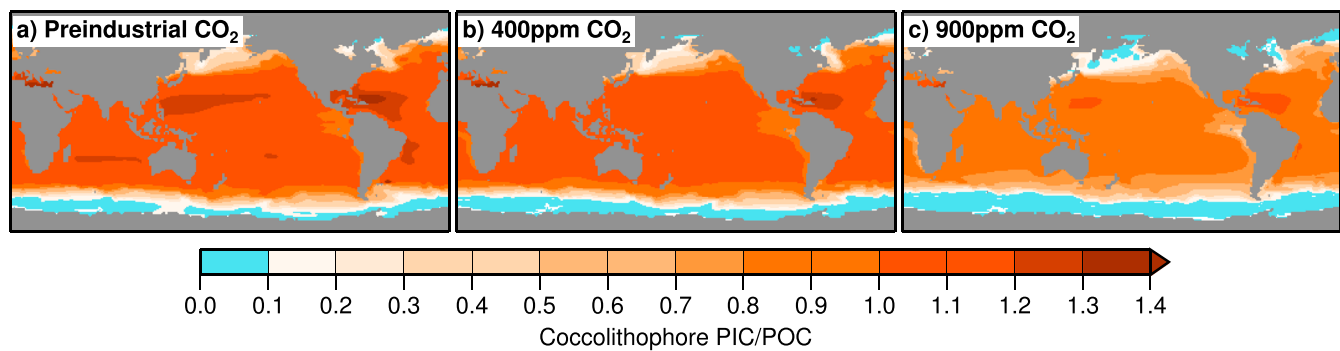 a) Preindustrial CO₂
b) 400ppm CO₂
c) 900ppm CO₂
0.0 0.1 0.2 0.3 0.4 0.5 0.6 0.7 0.8 0.9 1.0 1.1 1.2 1.3 1.4
Coccolithophore PIC/POC